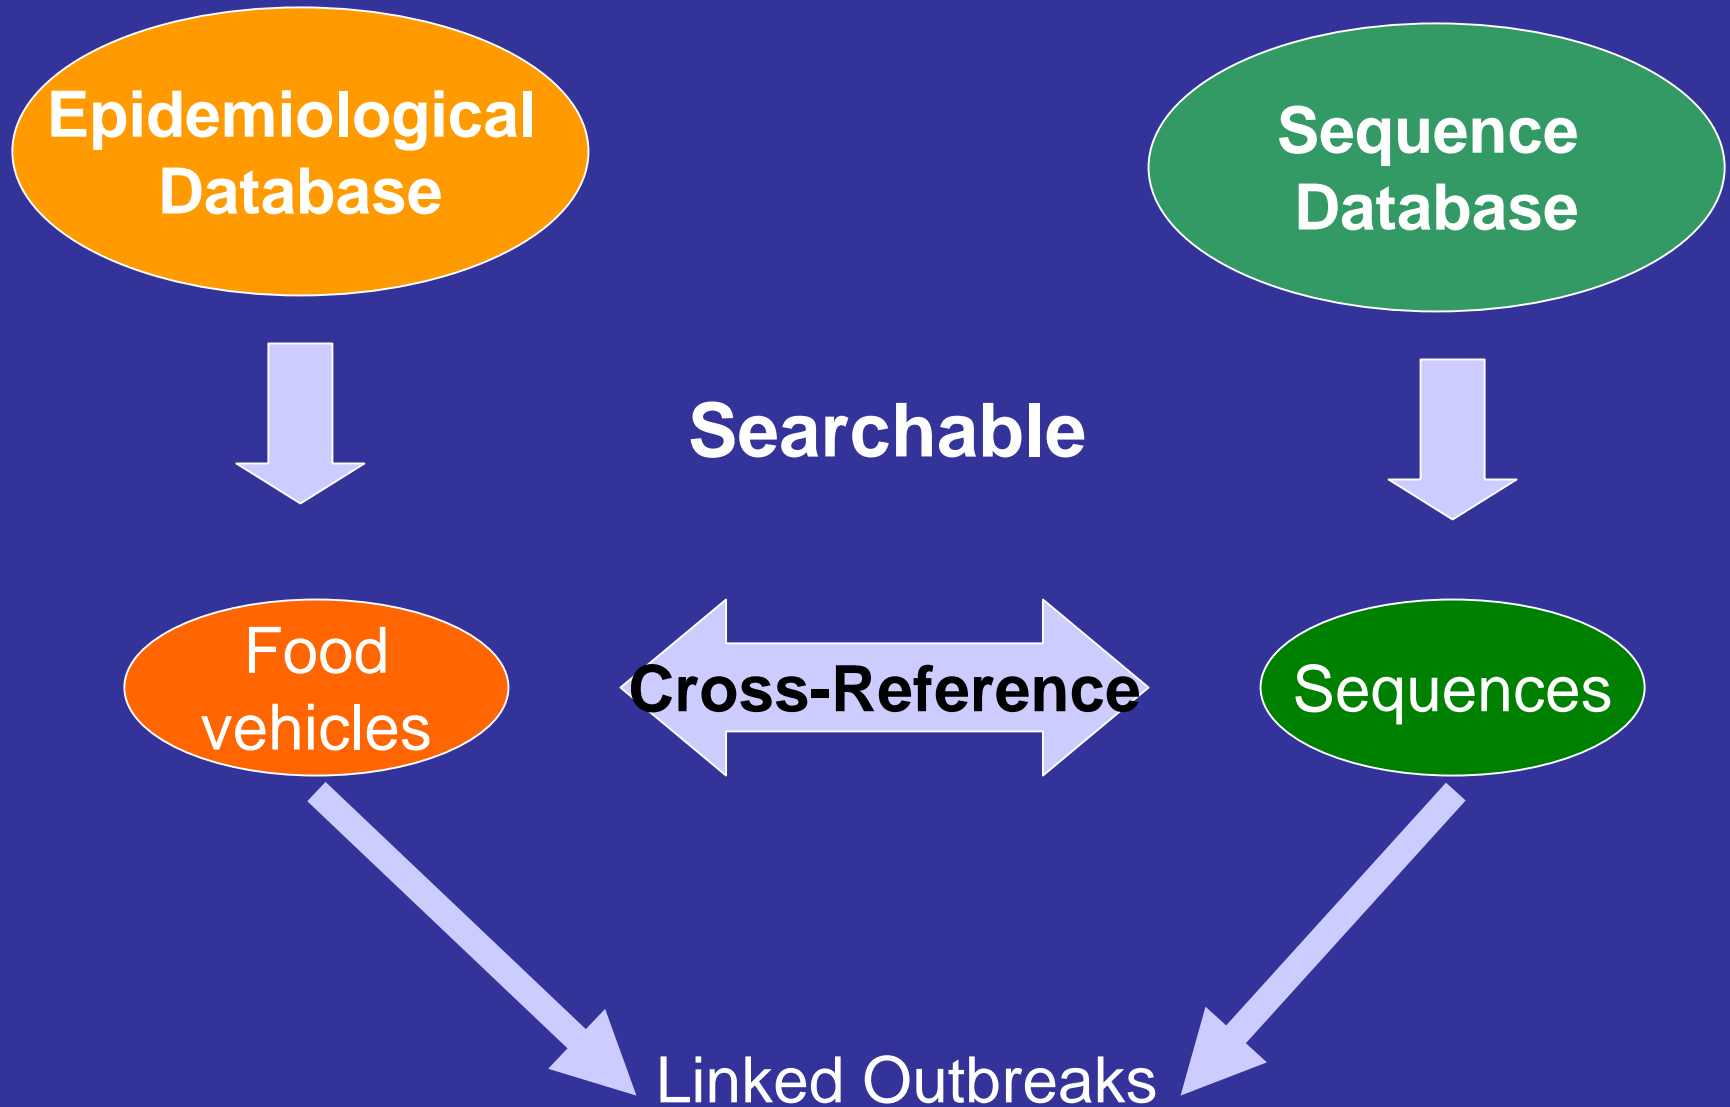 Epidemiological
Database
Sequence
Database
Searchable
Food
vehicles
Cross-Reference
Sequences
Linked Outbreaks